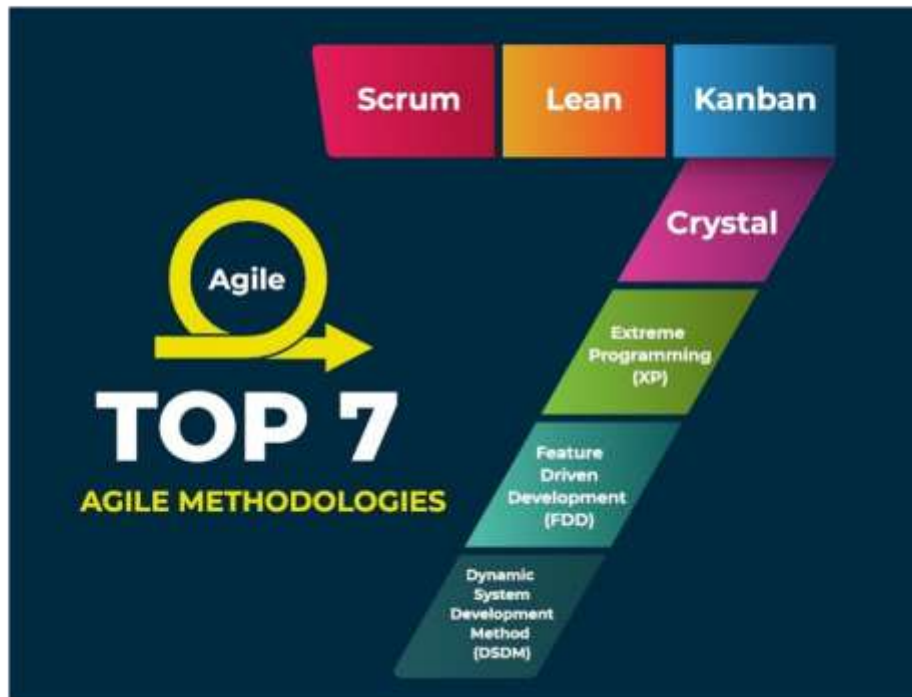 Scrum
Lean
Kanban
Crystal
Agile
Extreme
Programming
(XP)
TOP 7
AGILE METHODOLOGIES
Feature
Driven
Development
(FDD)
Dynamic
System
Development
Method
(DSDM)